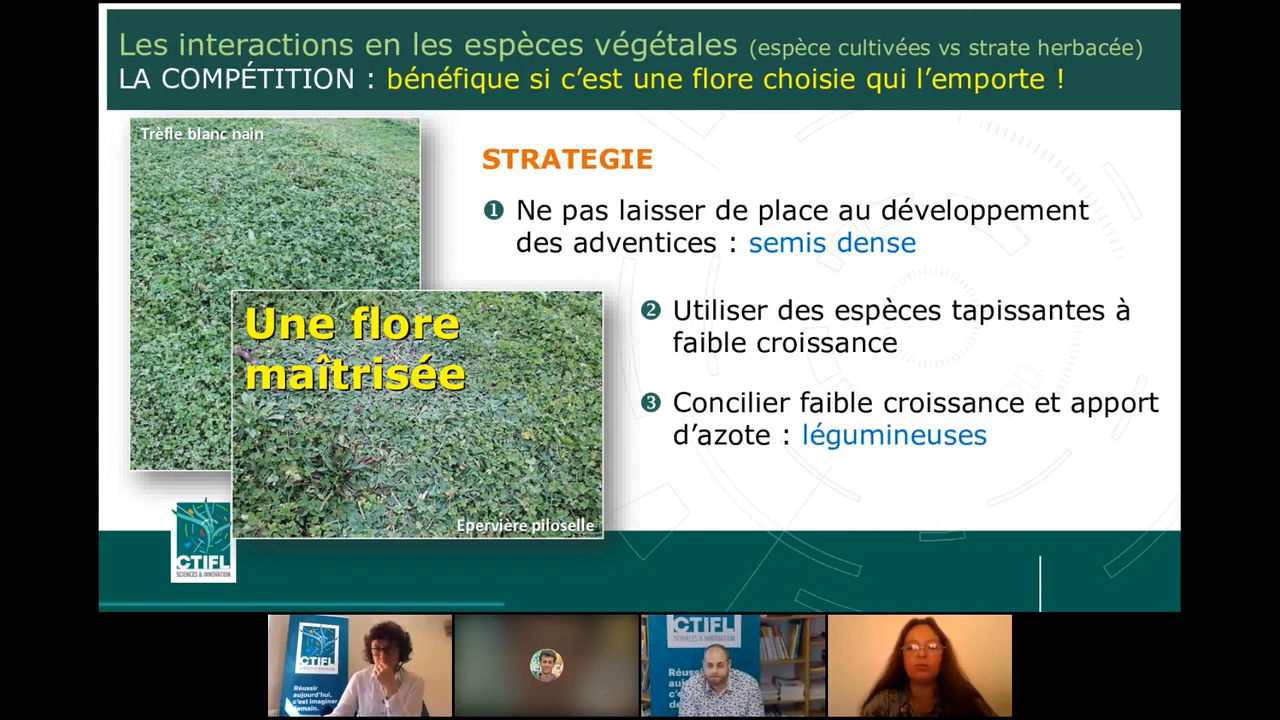 Les interactions en les espèces végétales (espèce cultivées vs strate herbacée)
LA COMPÉTITION : bénéfique si c'est une flore choisie qui l'emporte !
Trèfle blanc nain
STRATEGIE
❶ Ne pas laisser de place au développement
des adventices : semis dense
Une flore
maîtrisée
❷ Utiliser des espèces tapissantes à
faible croissance
❸ Concilier faible croissance et apport
d'azote : légumineuses
Epervière piloselle
CTIFL
SCIENCES & INNOVATION
CTIFL
Réussir
aujourd'hui,
c'est imaginer
demain.
CTIFL
SCIENCES & INNOVATION